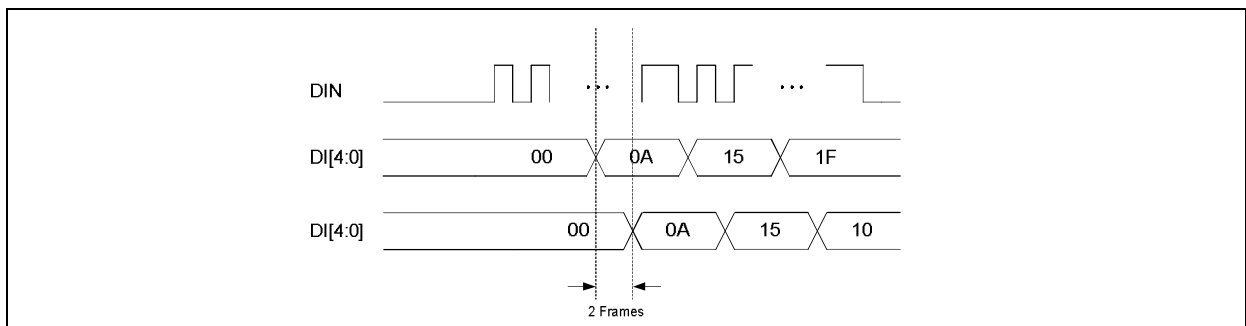 DIN ... ...
DI[4:0] 00 0A 15 1F
DI[4:0] 00 0A 15 10
2 Frames